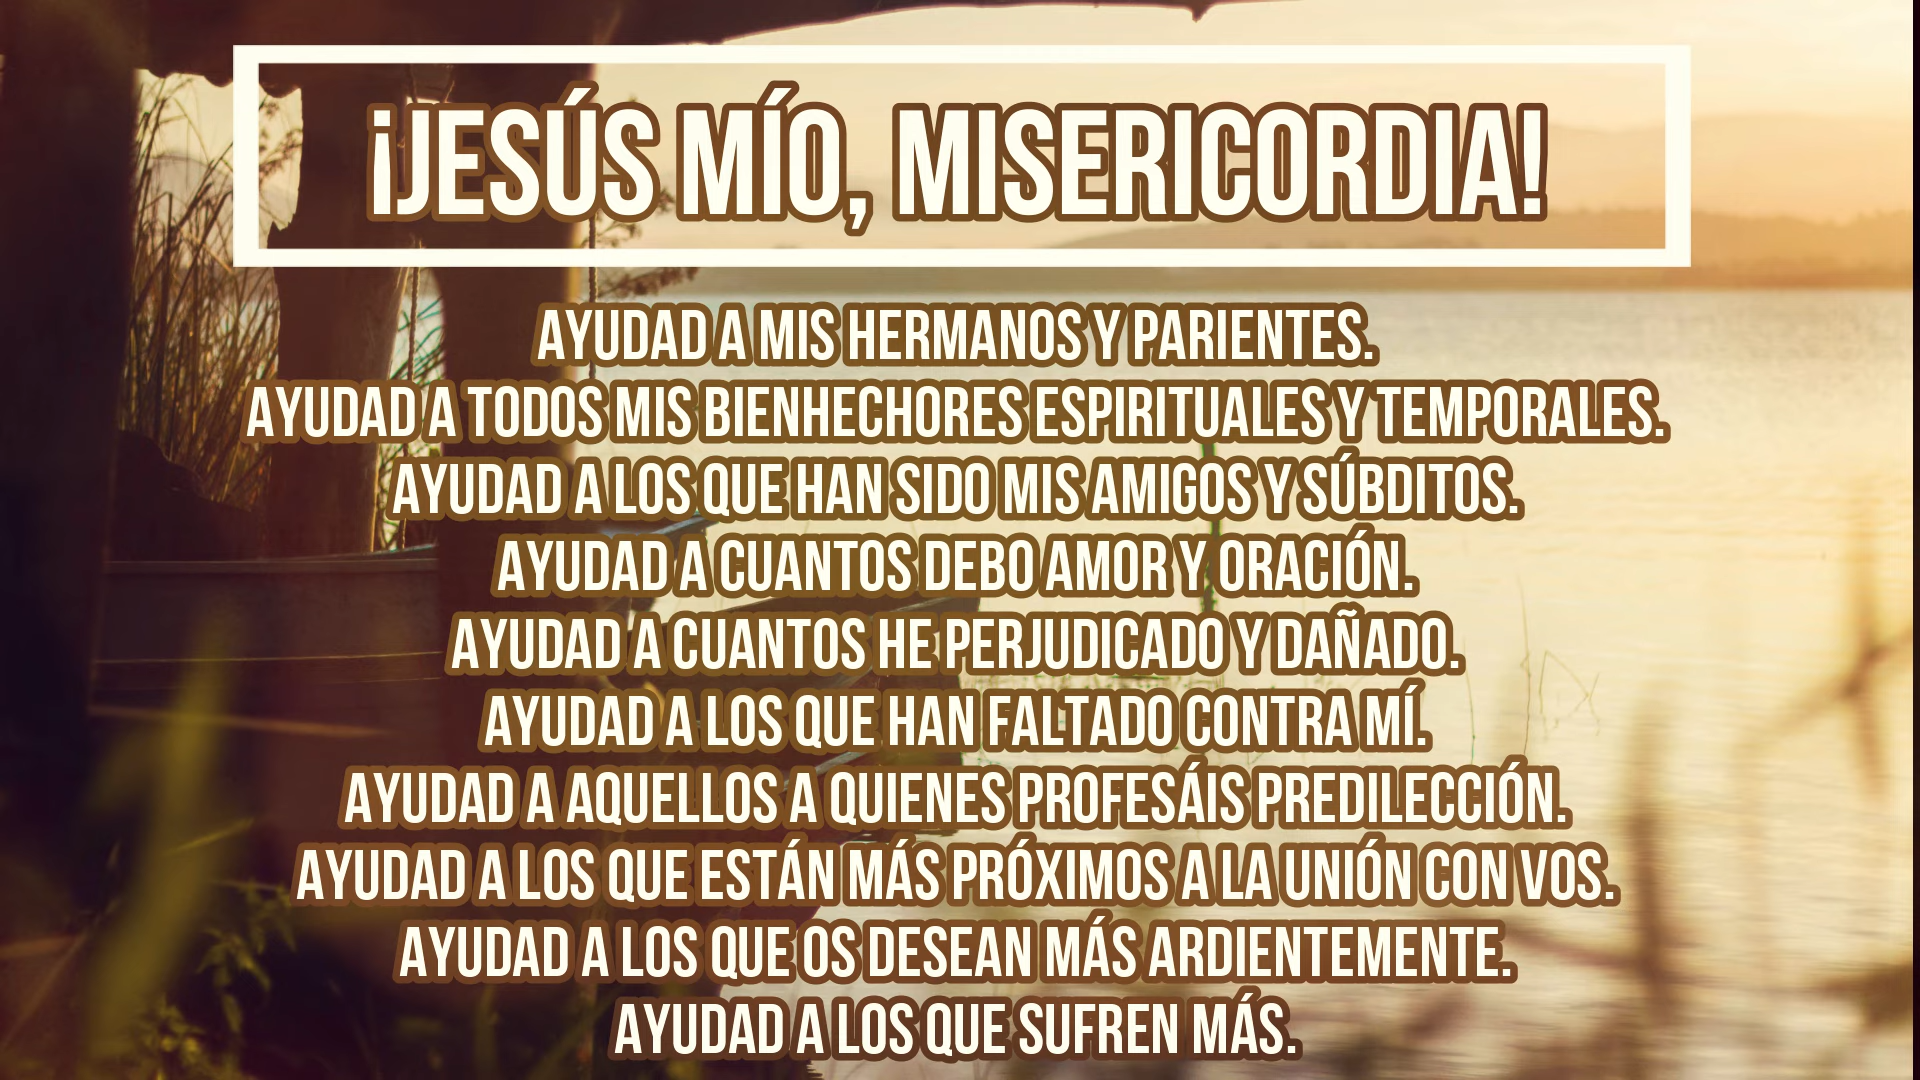 ¡JESÚS MÍO, MISERICORDIA!
AYUDAD A MIS HERMANOS Y PARIENTES.
AYUDAD A TODOS MIS BIENHECHORES ESPIRITUALES Y TEMPORALES.
AYUDAD A LOS QUE HAN SIDO MIS AMIGOS Y SÚBDITOS.
AYUDAD A CUANTOS DEBO AMOR Y ORACIÓN.
AYUDAD A CUANTOS HE PERJUDICADO Y DAÑADO.
AYUDAD A LOS QUE HAN FALTADO CONTRA MÍ.
AYUDAD A AQUELLOS A QUIENES PROFESÁIS PREDILECCIÓN.
AYUDAD A LOS QUE ESTÁN MÁS PRÓXIMOS A LA UNIÓN CON VOS.
AYUDAD A LOS QUE OS DESEAN MÁS ARDIENTEMENTE.
AYUDAD A LOS QUE SUFREN MÁS.